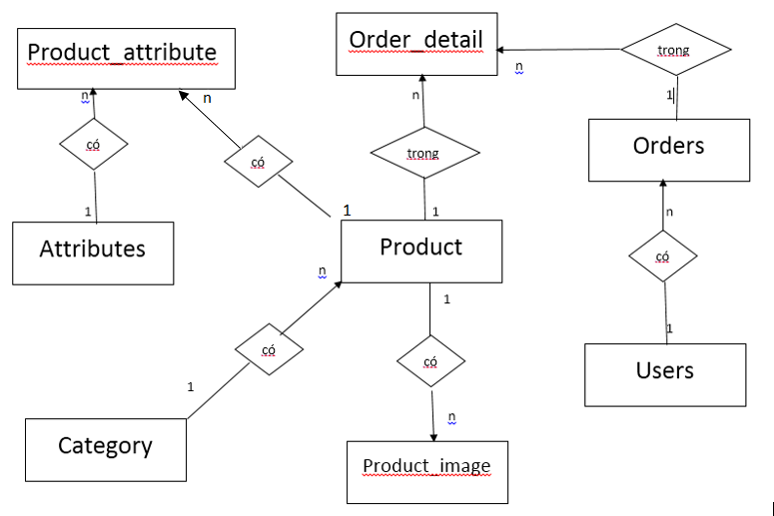 Product_attribute
Order_detail
trong
n
n
n
n
1
có
có
trong
Orders
1
1
1
n
Attributes
Product
có
n
1
1
có
có
1
Users
n
Category
Product_image